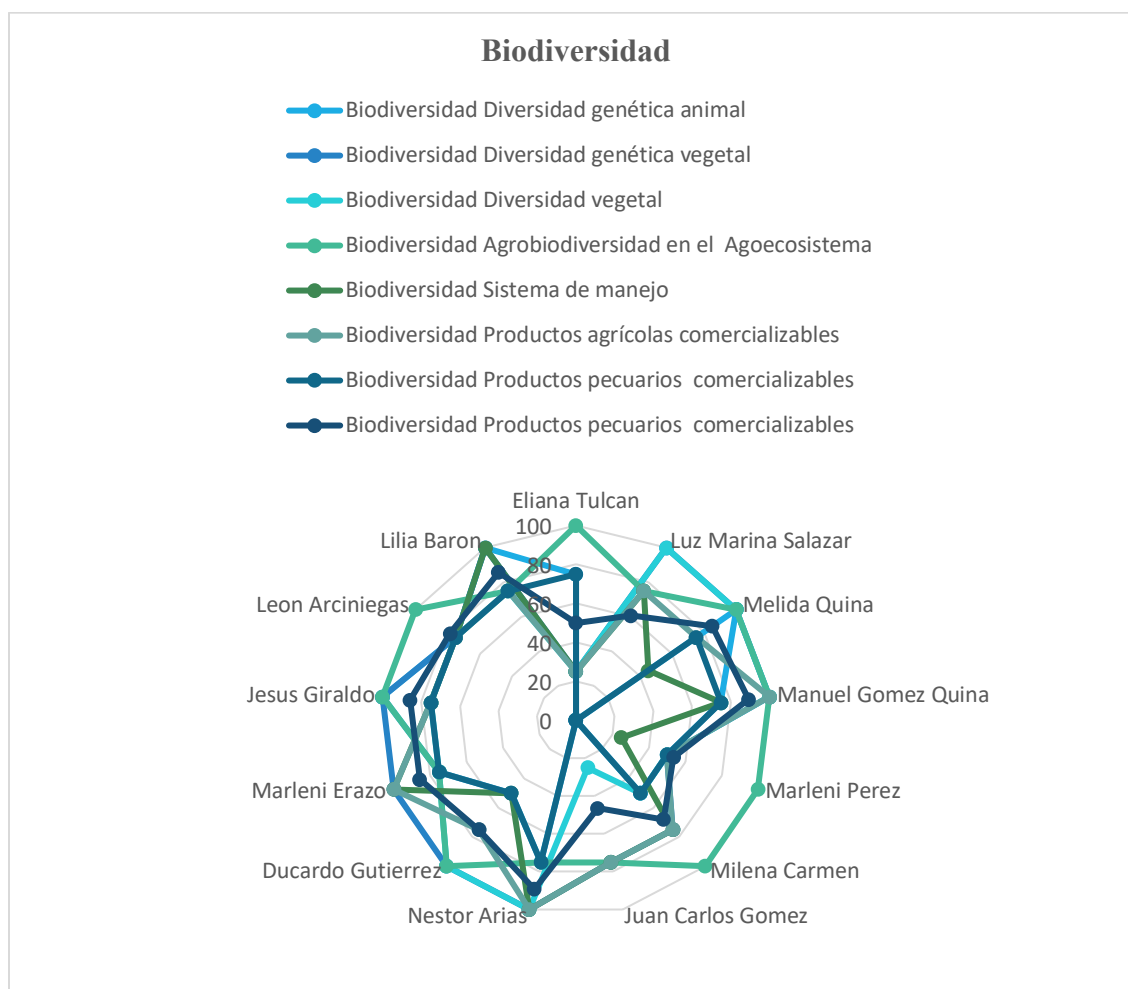 Biodiversidad
Biodiversidad Diversidad genética animal
Biodiversidad Diversidad genética vegetal
Biodiversidad Diversidad vegetal
Biodiversidad Agrobiodiversidad en el  Agoecosistema
Biodiversidad Sistema de manejo
Biodiversidad Productos agrícolas comercializables
Biodiversidad Productos pecuarios  comercializables
Biodiversidad Productos pecuarios  comercializables
Eliana Tulcan
Luz Marina Salazar
Melida Quina
Manuel Gomez Quina
Marleni Perez
Milena Carmen
Juan Carlos Gomez
Nestor Arias
Ducardo Gutierrez
Marleni Erazo
Jesus Giraldo
Leon Arciniegas
Lilia Baron
100
80
60
40
20
0